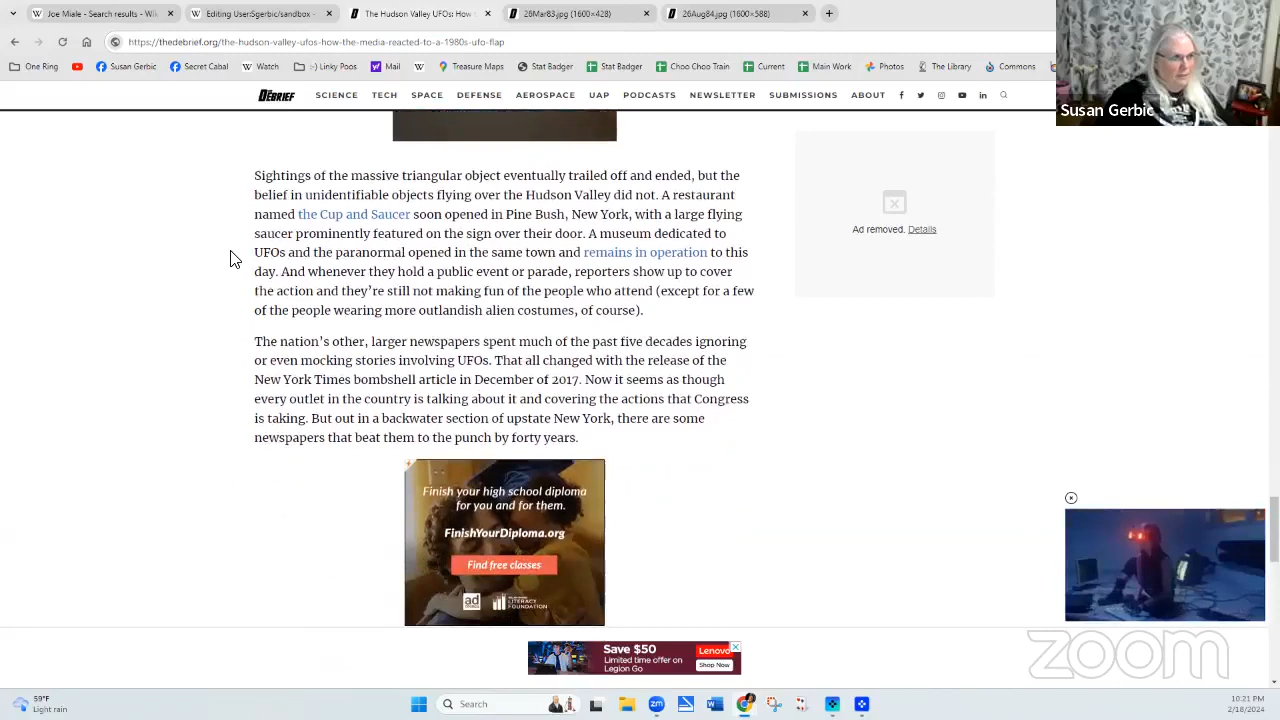 Joe Miale - Wiki
Editing UserGerbic/sandbox
The Hudson Valley UFOs: How
26Mar83.jpg (1600×428)
26Aug84.jpg (1600×588)
https://thedebrief.org/the-hudson-valley-ufos-how-the-media-reacted-to-a-1980s-ufo-flap
One Ring
Susan Gerbic
Secret Cabal
Watch
:-) Linky Folder
Mail
Treasure Maps
Stat Badger
Choo Choo Train
Current
Main Work
Photos
The Lib
Commons
THE DEBRIEF SCIENCE TECH SPACE DEFENSE AEROSPACE UAP PODCASTS NEWSLETTER SUBMISSIONS ABOUT
Susan Gerbic
Sightings of the massive triangular object eventually trailed off and ended, but the
belief in unidentifiable objects flying over the Hudson Valley did not. A restaurant
named the Cup and Saucer soon opened in Pine Bush, New York, with a large flying
saucer prominently featured on the sign over their door. A museum dedicated to
UFOs and the paranormal opened in the same town and remains in operation to this
day. And whenever they hold a public event or parade, reporters show up to cover
the action and they're still not making fun of the people who attend (except for a few
of the people wearing more outlandish alien costumes, of course).
Ad removed. Details
The nation's other, larger newspapers spent much of the past five decades ignoring
or even mocking stories involving UFOs. That all changed with the release of the
New York Times bombshell article in December of 2017. Now it seems as though
every outlet in the country is talking about it and covering the actions that Congress
is taking. But out in a backwater section of upstate New York, there are some
newspapers that beat them to the punch by forty years.
Finish your high school diploma
for you and for them.
FinishYourDiploma.org
Find free classes
ad
LITERACY
FOUNDATION
Save $50
Limited time offer on
Legion Go
Lenovo
Shop Now
zoom
59°F
Light rain
Search
10:21 PM
2/18/2024